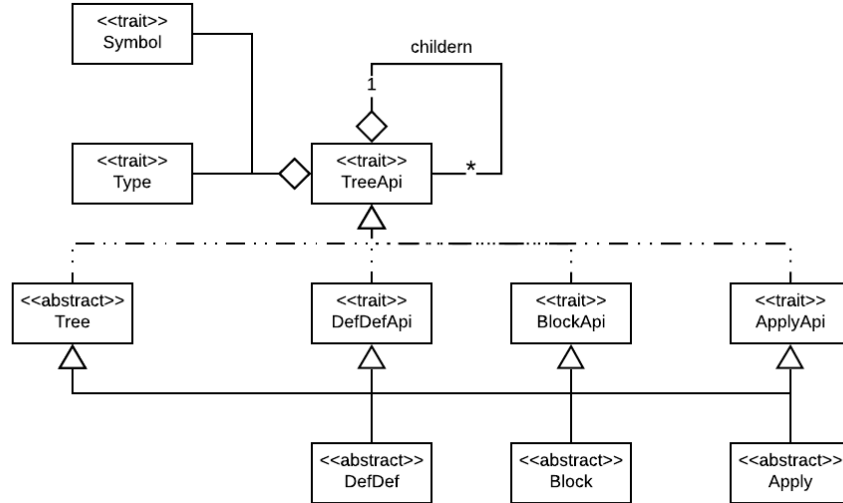 <<trait>>
Symbol
childern
1
<<trait>>
Type
<<trait>>
TreeApi
*
<<abstract>>
Tree
<<trait>>
DefDefApi
<<trait>>
BlockApi
<<trait>>
ApplyApi
<<abstract>>
DefDef
<<abstract>>
Block
<<abstract>>
Apply